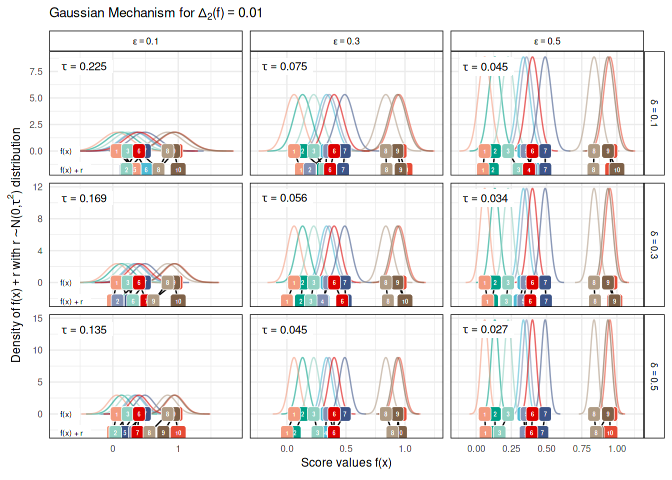 Gaussian Mechanism for Δ₂(f) = 0.01
ε = 0.1
ε = 0.3
ε = 0.5
Density of f(x) + r with r ~N(0,τ²) distribution
7.5
5.0
2.5
0.0
τ = 0.225
f(x)
f(x) + r
τ = 0.075
τ = 0.045
δ = 0.1
12
8
4
0
τ = 0.169
f(x)
f(x) + r
τ = 0.056
τ = 0.034
δ = 0.3
15
10
5
0
τ = 0.135
f(x)
f(x) + r
τ = 0.045
τ = 0.027
δ = 0.5
0 1
0.0 0.5 1.0
0.00 0.25 0.50 0.75 1.00
Score values f(x)